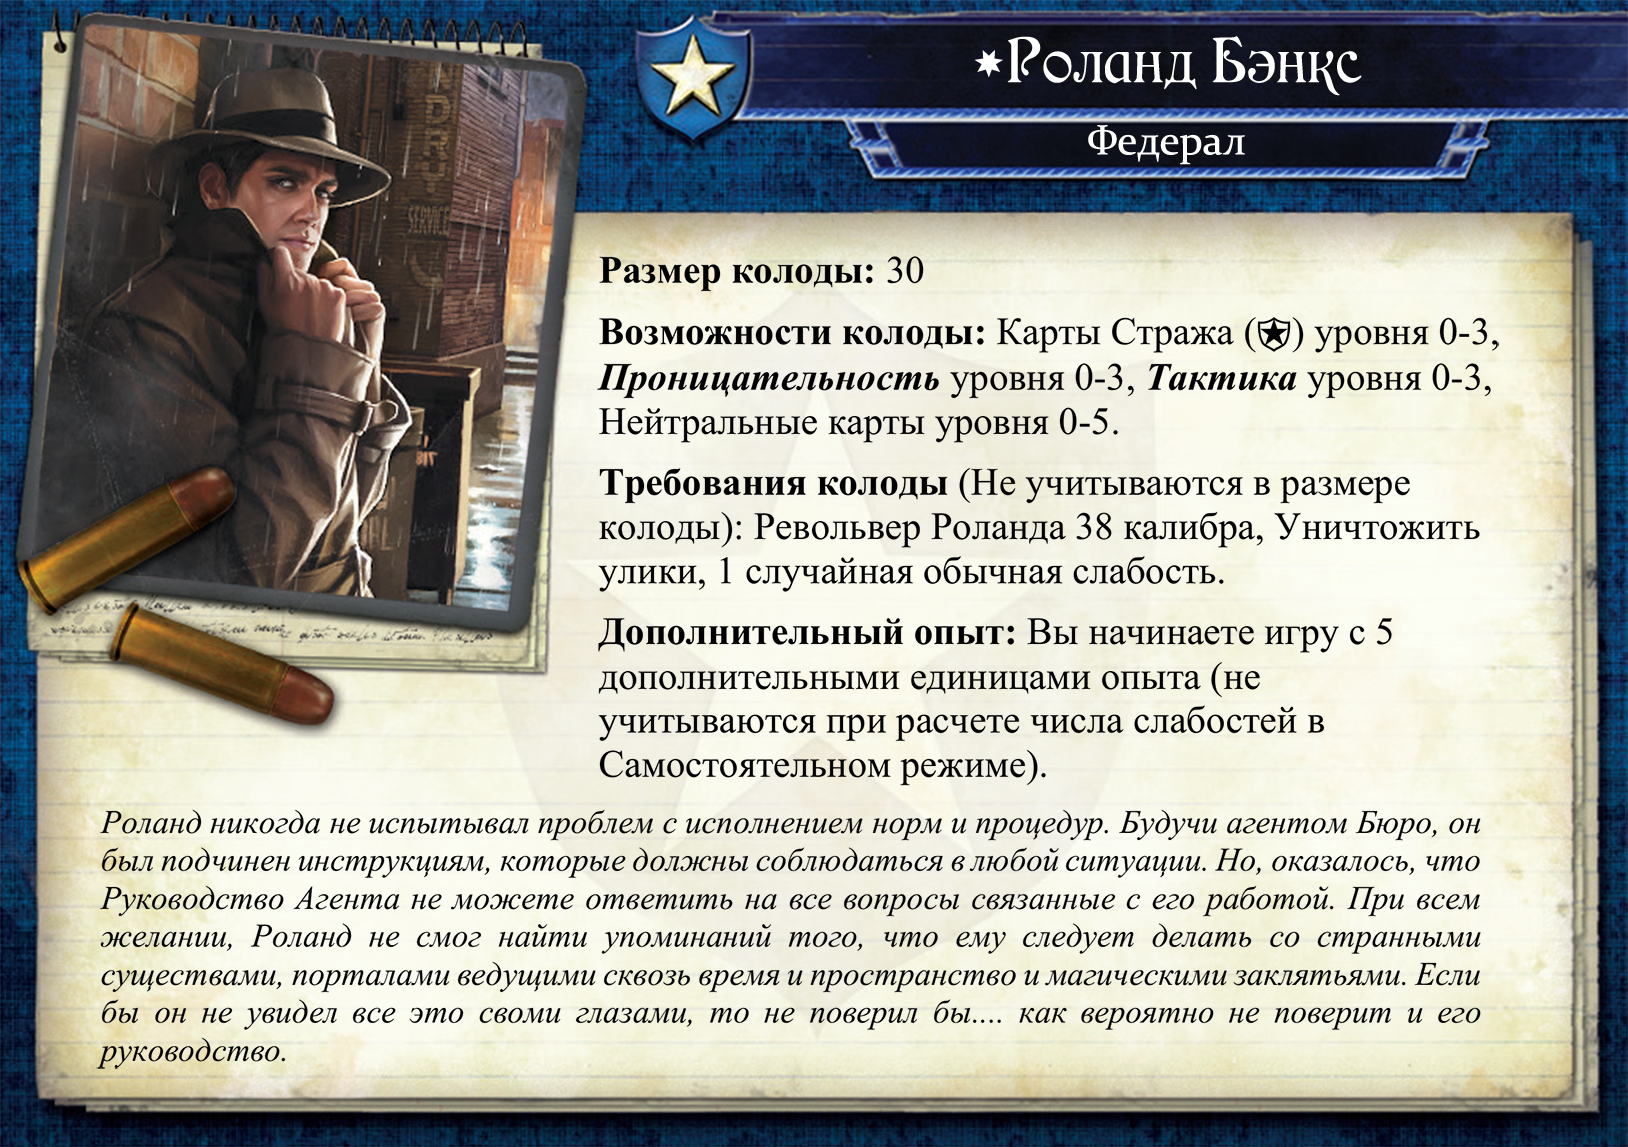 Роланд Бэнкс
Федерал
DRUG
SERVICE
Размер колоды: 30
Возможности колоды: Карты Стража () уровня 0-3,
Проницательность уровня 0-3, Тактика уровня 0-3,
Нейтральные карты уровня 0-5.
Требования колоды (Не учитываются в размере
колоды): Револьвер Роланда 38 калибра, Уничтожить
улики, 1 случайная обычная слабость.
Дополнительный опыт: Вы начинаете игру с 5
дополнительными единицами опыта (не
учитываются при расчете числа слабостей в
Самостоятельном режиме).
Роланд никогда не испытывал проблем с исполнением норм и процедур. Будучи агентом Бюро, он
был подчинен инструкциям, которые должны соблюдаться в любой ситуации. Но, оказалось, что
Руководство Агента не можете ответить на все вопросы связанные с его работой. При всем
желании, Роланд не смог найти упоминаний того, что ему следует делать со странными
существами, порталами ведущими сквозь время и пространство и магическими заклятьями. Если
бы он не увидел все это своми глазами, то не поверил бы.... как вероятно не поверит и его
руководство.